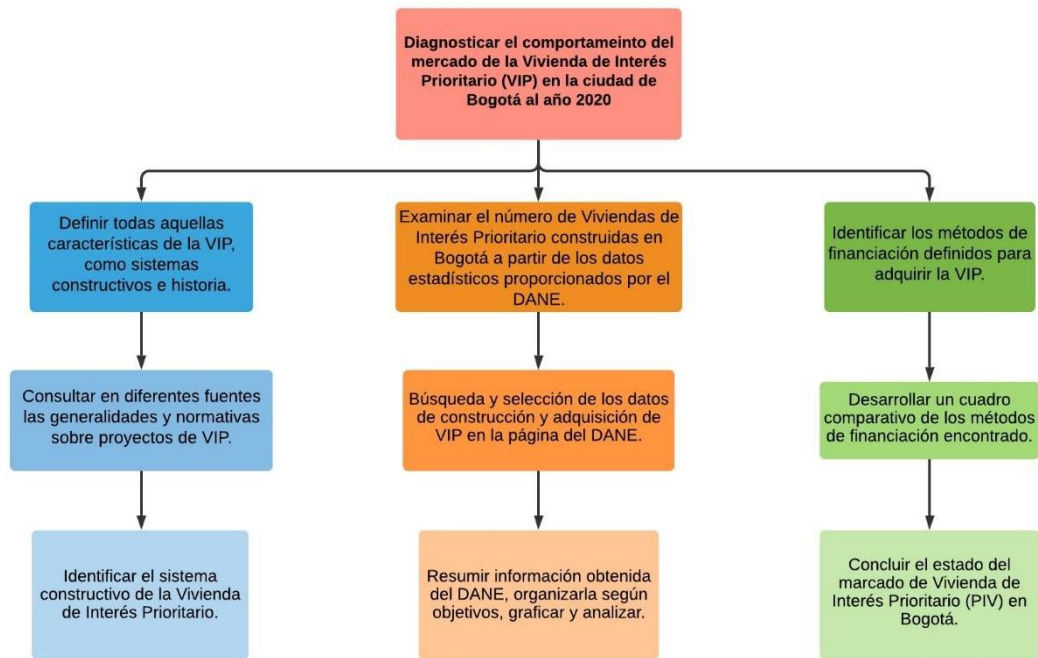 Diagnosticar el comportameinto del
mercado de la Vivienda de Interés
Prioritario (VIP) en la ciudad de
Bogotá al año 2020
Definir todas aquellas
características de la VIP,
como sistemas
constructivos e historia.
Examinar el número de Viviendas de
Interés Prioritario construidas en
Bogotá a partir de los datos
estadísticos proporcionados por el
DANE.
Identificar los métodos de
financiación definidos para
adquirir la VIP.
Consultar en diferentes fuentes
las generalidades y normativas
sobre proyectos de VIP.
Búsqueda y selección de los datos
de construcción y adquisición de
VIP en la página del DANE.
Desarrollar un cuadro
comparativo de los métodos
de financiación encontrado.
Identificar el sistema
constructivo de la Vivienda
de Interés Prioritario.
Resumir información obtenida
del DANE, organizarla según
objetivos, graficar y analizar.
Concluir el estado del
marcado de Vivienda de
Interés Prioritario (PIV) en
Bogotá.